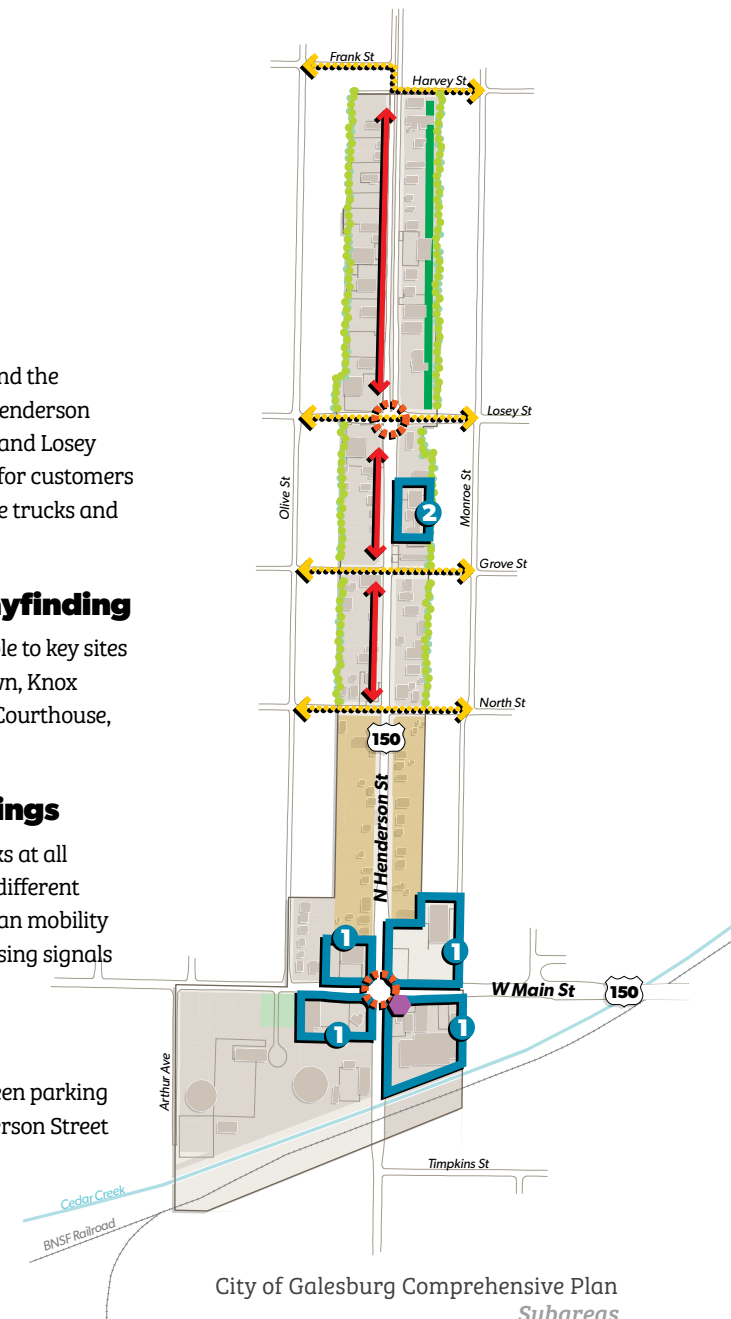 Frank St
Harvey St
nd the
enderson
and Losey
for customers
e trucks and
Losey St
Olive St
Monroe St
2
Grove St
yfinding
le to key sites
wn, Knox
Courthouse,
North St
150
N Henderson St
ings
ks at all
different
an mobility
sing signals
1
1
W Main St
150
1
1
Arthur Ave
een parking
erson Street
Timpkins St
Cedar Creek
BNSF Railroad
City of Galesburg Comprehensive Plan
Subareas